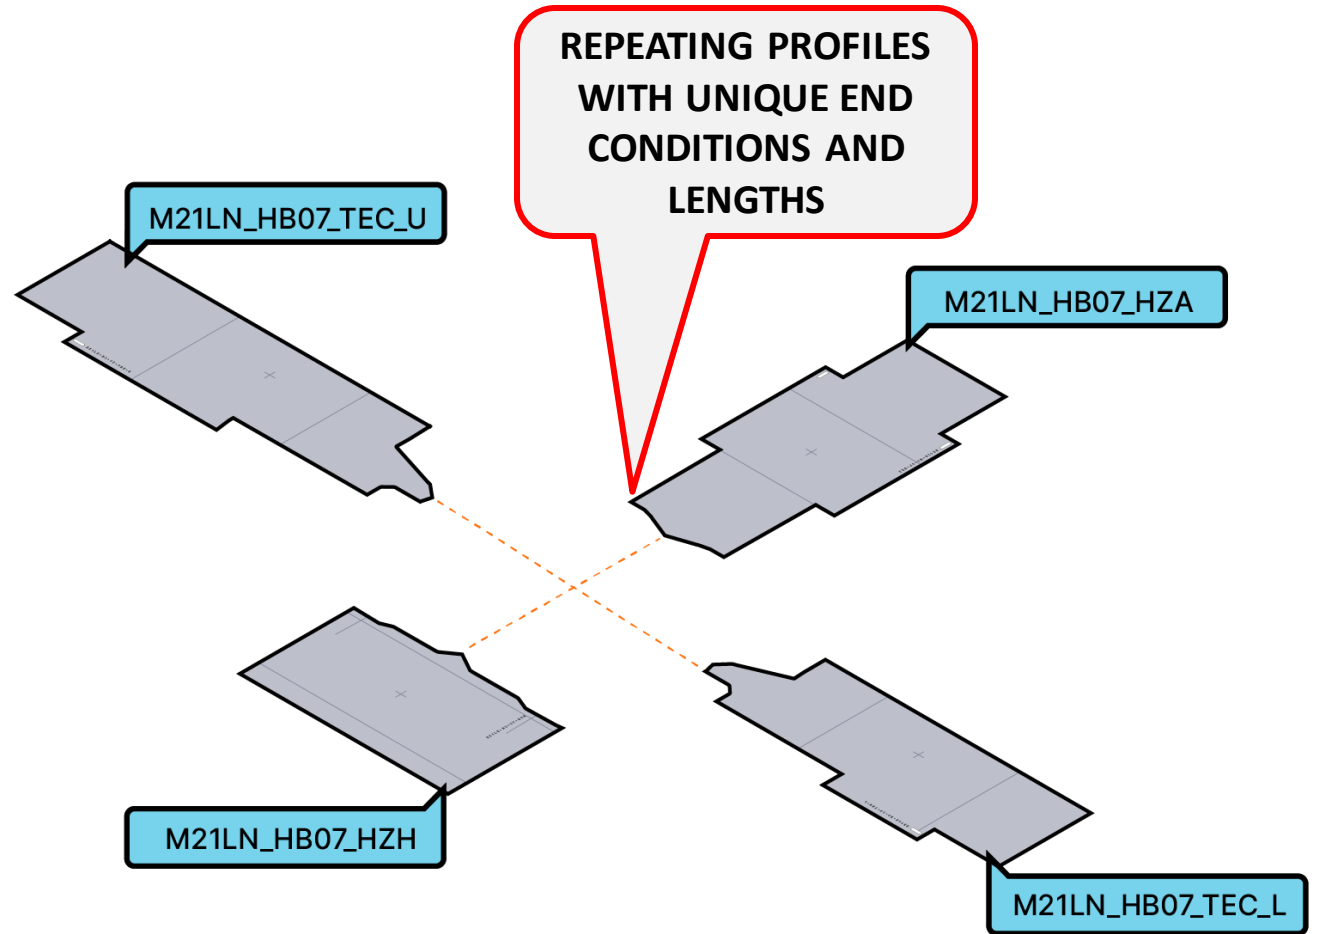 REPEATING PROFILES
WITH UNIQUE END
CONDITIONS AND
LENGTHS
M21LN_HB07_TEC_U
M21LN_HB07_HZA
M21LN_HB07_HZH
M21LN_HB07_TEC_L